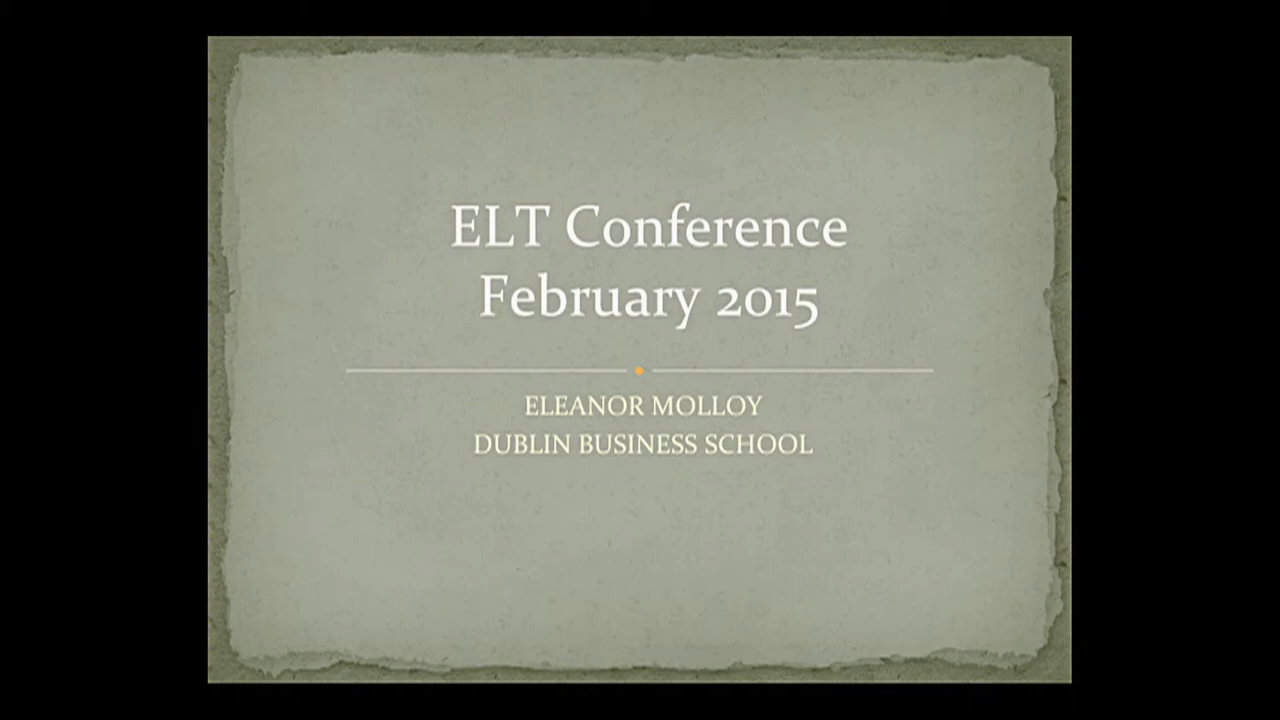 ELT Conference
February 2015
ELEANOR MOLLOY
DUBLIN BUSINESS SCHOOL